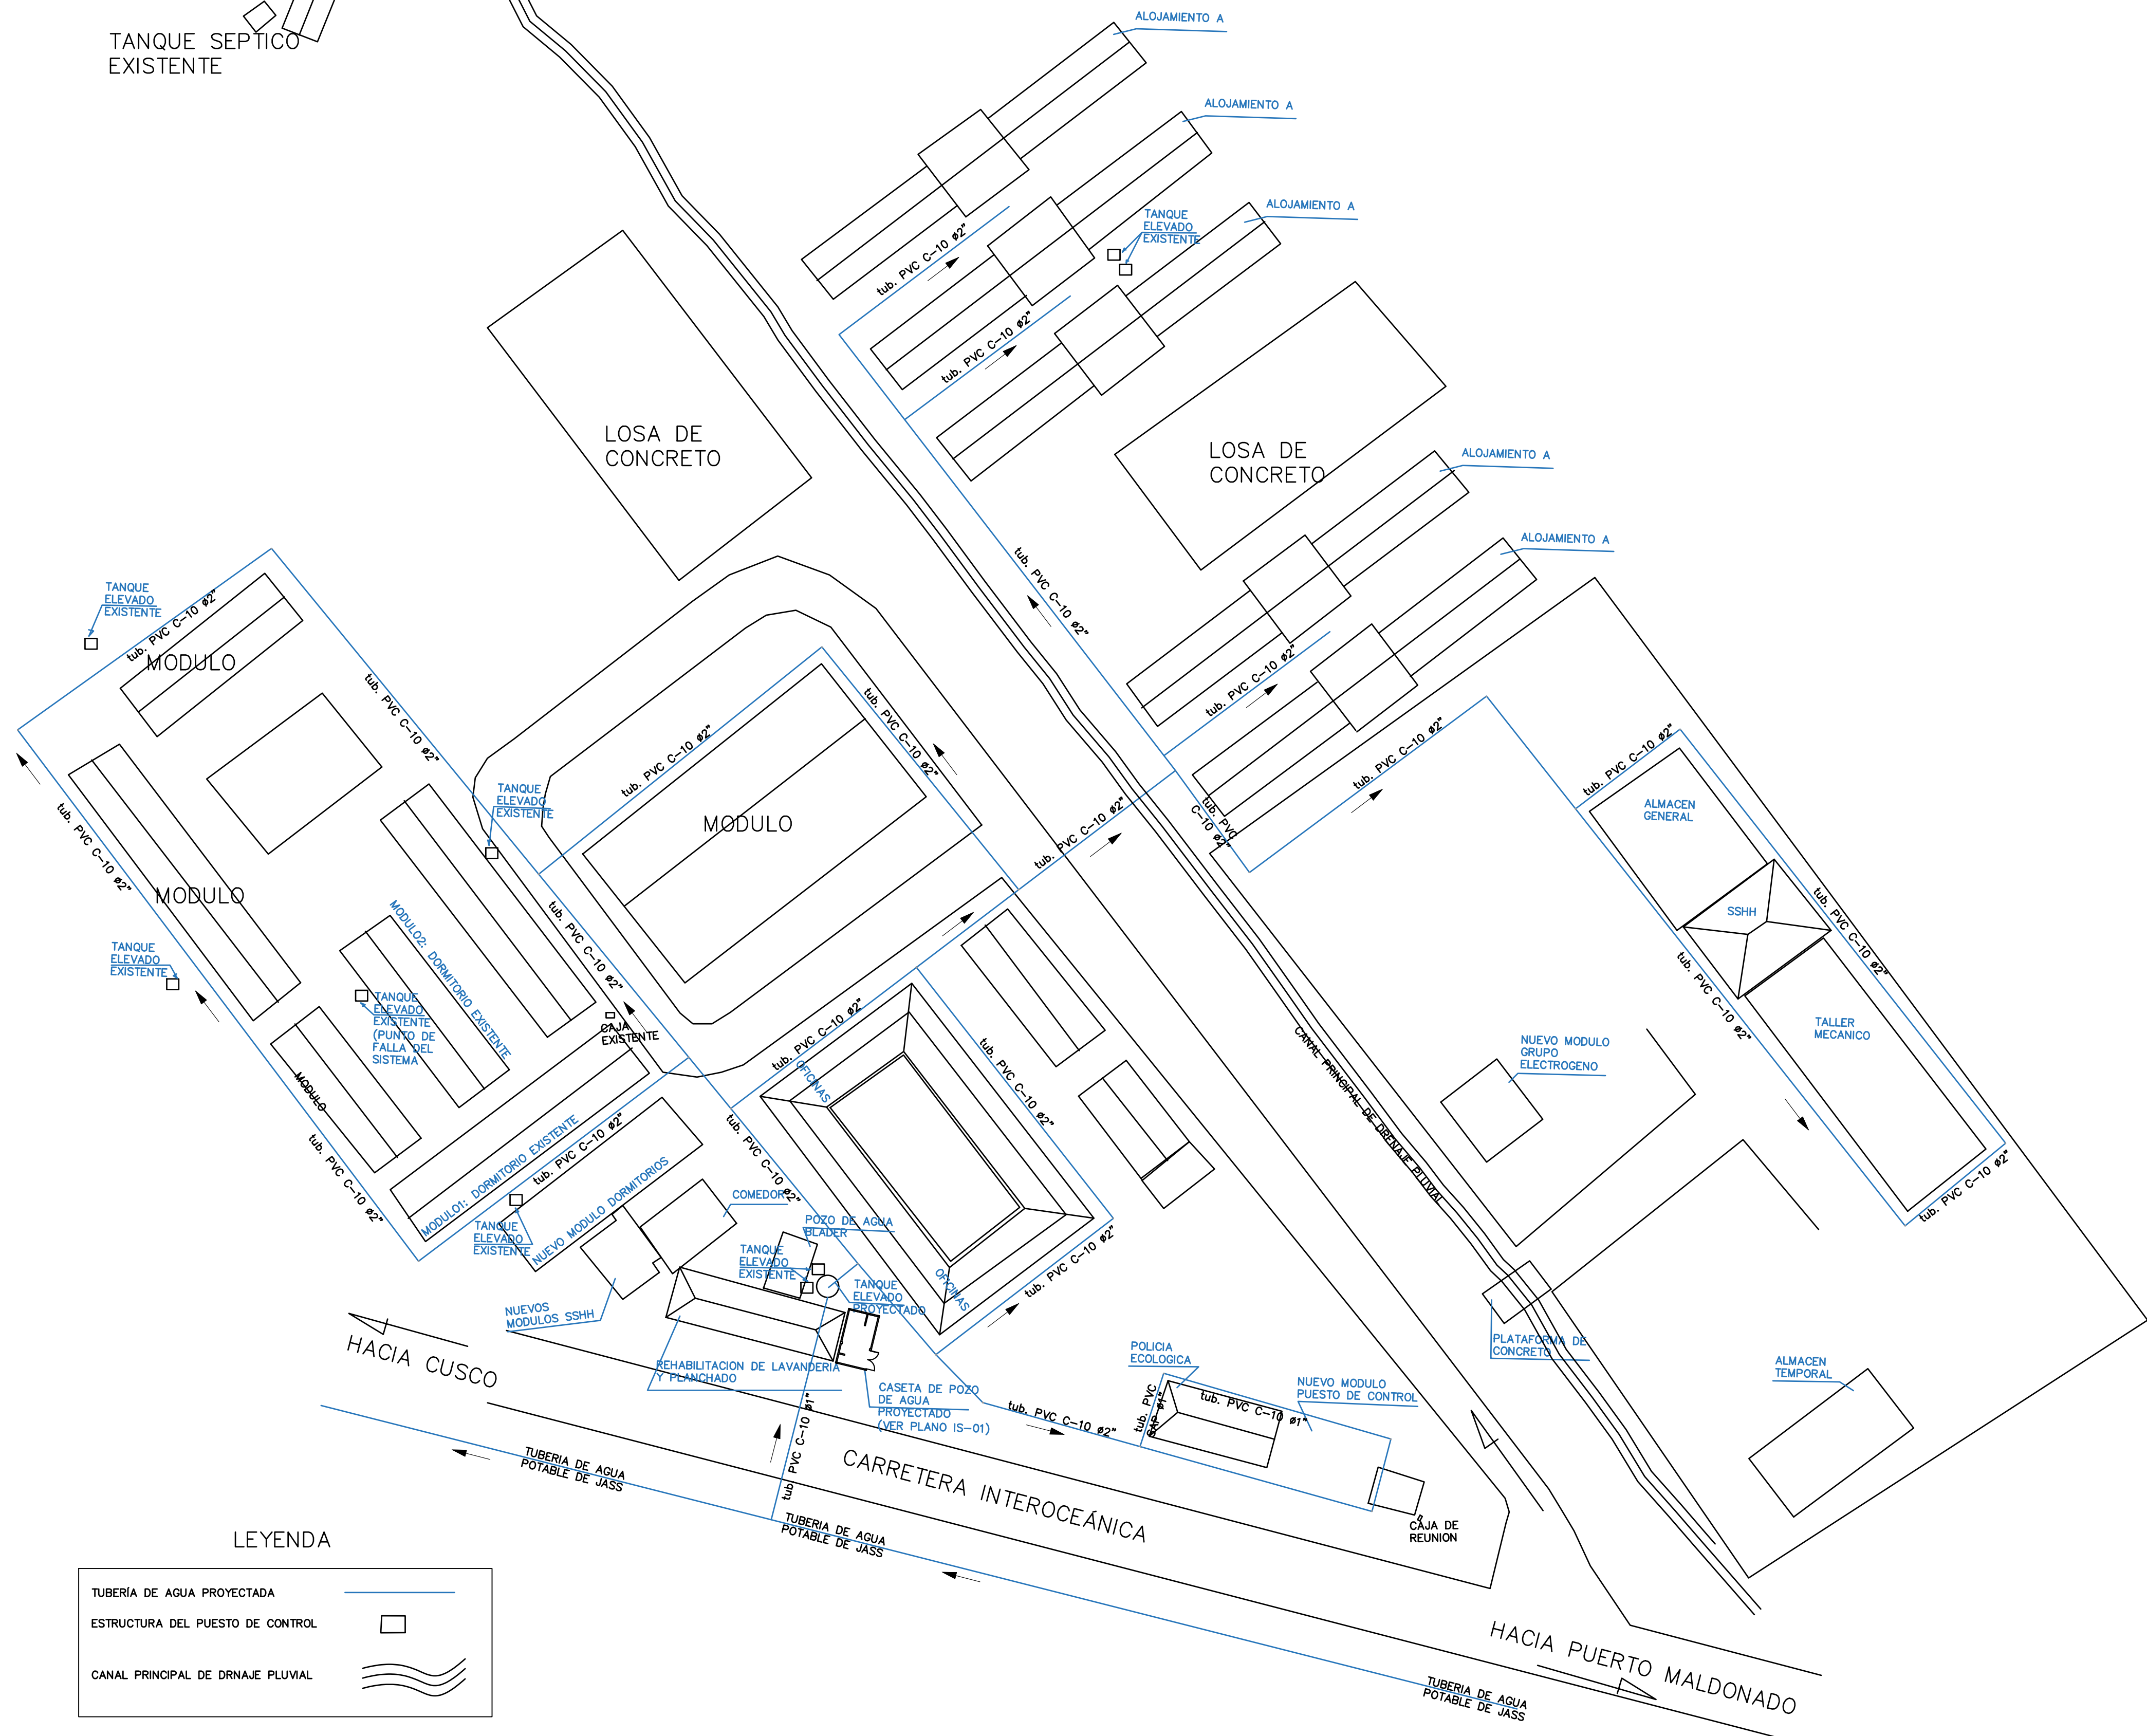 TANQUE SEPTICO
EXISTENTE
ALOJAMIENTO A
ALOJAMIENTO A
ALOJAMIENTO A
TANQUE
ELEVADO
EXISTENTE
tub. PVC C-10 ø2"
tub. PVC C-10 ø2"
LOSA DE
CONCRETO
LOSA DE
CONCRETO
ALOJAMIENTO A
ALOJAMIENTO A
tub. PVC C-10 ø2"
tub. PVC C-10 ø2"
TANQUE
ELEVADO
EXISTENTE
tub. PVC C-10 ø2"
MODULO
tub. PVC C-10 ø2"
tub. PVC C-10 ø2"
tub. PVC C-10 ø2"
TANQUE
ELEVADO
EXISTENTE
MODULO
tub. PVC C-10 ø2"
tub. PVC
C-10 ø2"
tub. PVC C-10 ø2"
tub. PVC C-10 ø2"
ALMACEN
GENERAL
SSHH
tub. PVC C-10 ø2"
tub. PVC C-10 ø2"
TALLER
MECANICO
tub. PVC C-10 ø2"
tub. PVC C-10 ø2"
MODULO
TANQUE
ELEVADO
EXISTENTE
MODULO2: DORMITORIO EXISTENTE
TANQUE
ELEVADO
EXISTENTE
(PUNTO DE
FALLA DEL
SISTEMA
tub. PVC C-10 ø2"
CAJA
EXISTENTE
tub. PVC C-10 ø2"
OFICINAS
tub. PVC C-10 ø2"
CANAL PRINCIPAL DE DRENAJE PLUVIAL
NUEVO MODULO
GRUPO
ELECTROGENO
MODULO
tub. PVC C-10 ø2"
MODULO1: DORMITORIO EXISTENTE
tub. PVC C-10 ø2"
NUEVO MODULO DORMITORIOS
tub. PVC C-10 ø2"
COMEDOR
POZO DE AGUA
BLADER
TANQUE
ELEVADO
EXISTENTE
TANQUE
ELEVADO
EXISTENTE
TANQUE
ELEVADO
PROYECTADO
OFICINAS
tub. PVC C-10 ø2"
NUEVOS
MODULOS SSHH
HACIA CUSCO
REHABILITACION DE LAVANDERIA
Y PLANCHADO
CASETA DE POZO
DE AGUA
PROYECTADO
(VER PLANO IS-01)
POLICIA
ECOLOGICA
NUEVO MODULO
PUESTO DE CONTROL
PLATAFORMA DE
CONCRETO
ALMACEN
TEMPORAL
tub. PVC C-10 ø2"
tub. PVC
SAP ø1"
tub. PVC C-10 ø1"
tub. PVC C-10 ø1"
TUBERIA DE AGUA
POTABLE DE JASS
CARRETERA INTEROCEÁNICA
TUBERIA DE AGUA
POTABLE DE JASS
CAJA DE
REUNION
HACIA PUERTO MALDONADO
TUBERIA DE AGUA
POTABLE DE JASS
LEYENDA
TUBERÍA DE AGUA PROYECTADA
ESTRUCTURA DEL PUESTO DE CONTROL
CANAL PRINCIPAL DE DRNAJE PLUVIAL